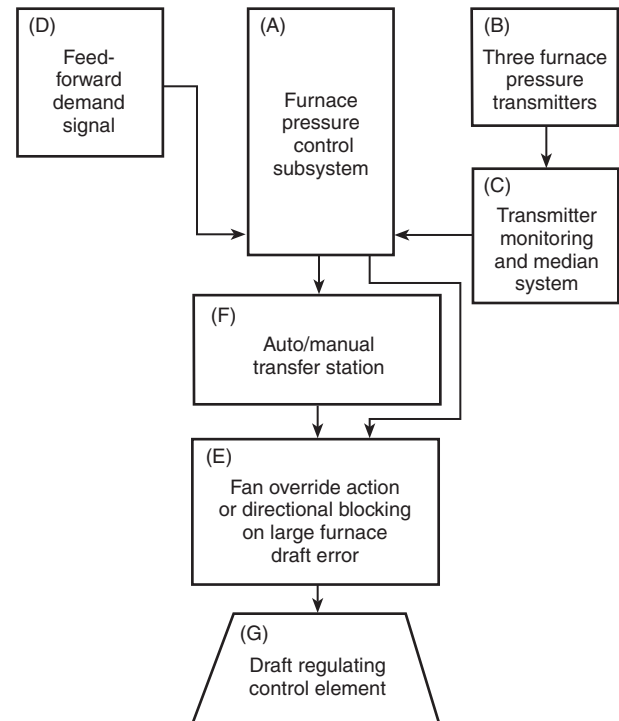 (D)
Feed-
forward
demand
signal
(A)
Furnace
pressure
control
subsystem
(B)
Three furnace
pressure
transmitters
(C)
Transmitter
monitoring
and median
system
(F)
Auto/manual
transfer station
(E)
Fan override action
or directional blocking
on large furnace
draft error
(G)
Draft regulating
control element